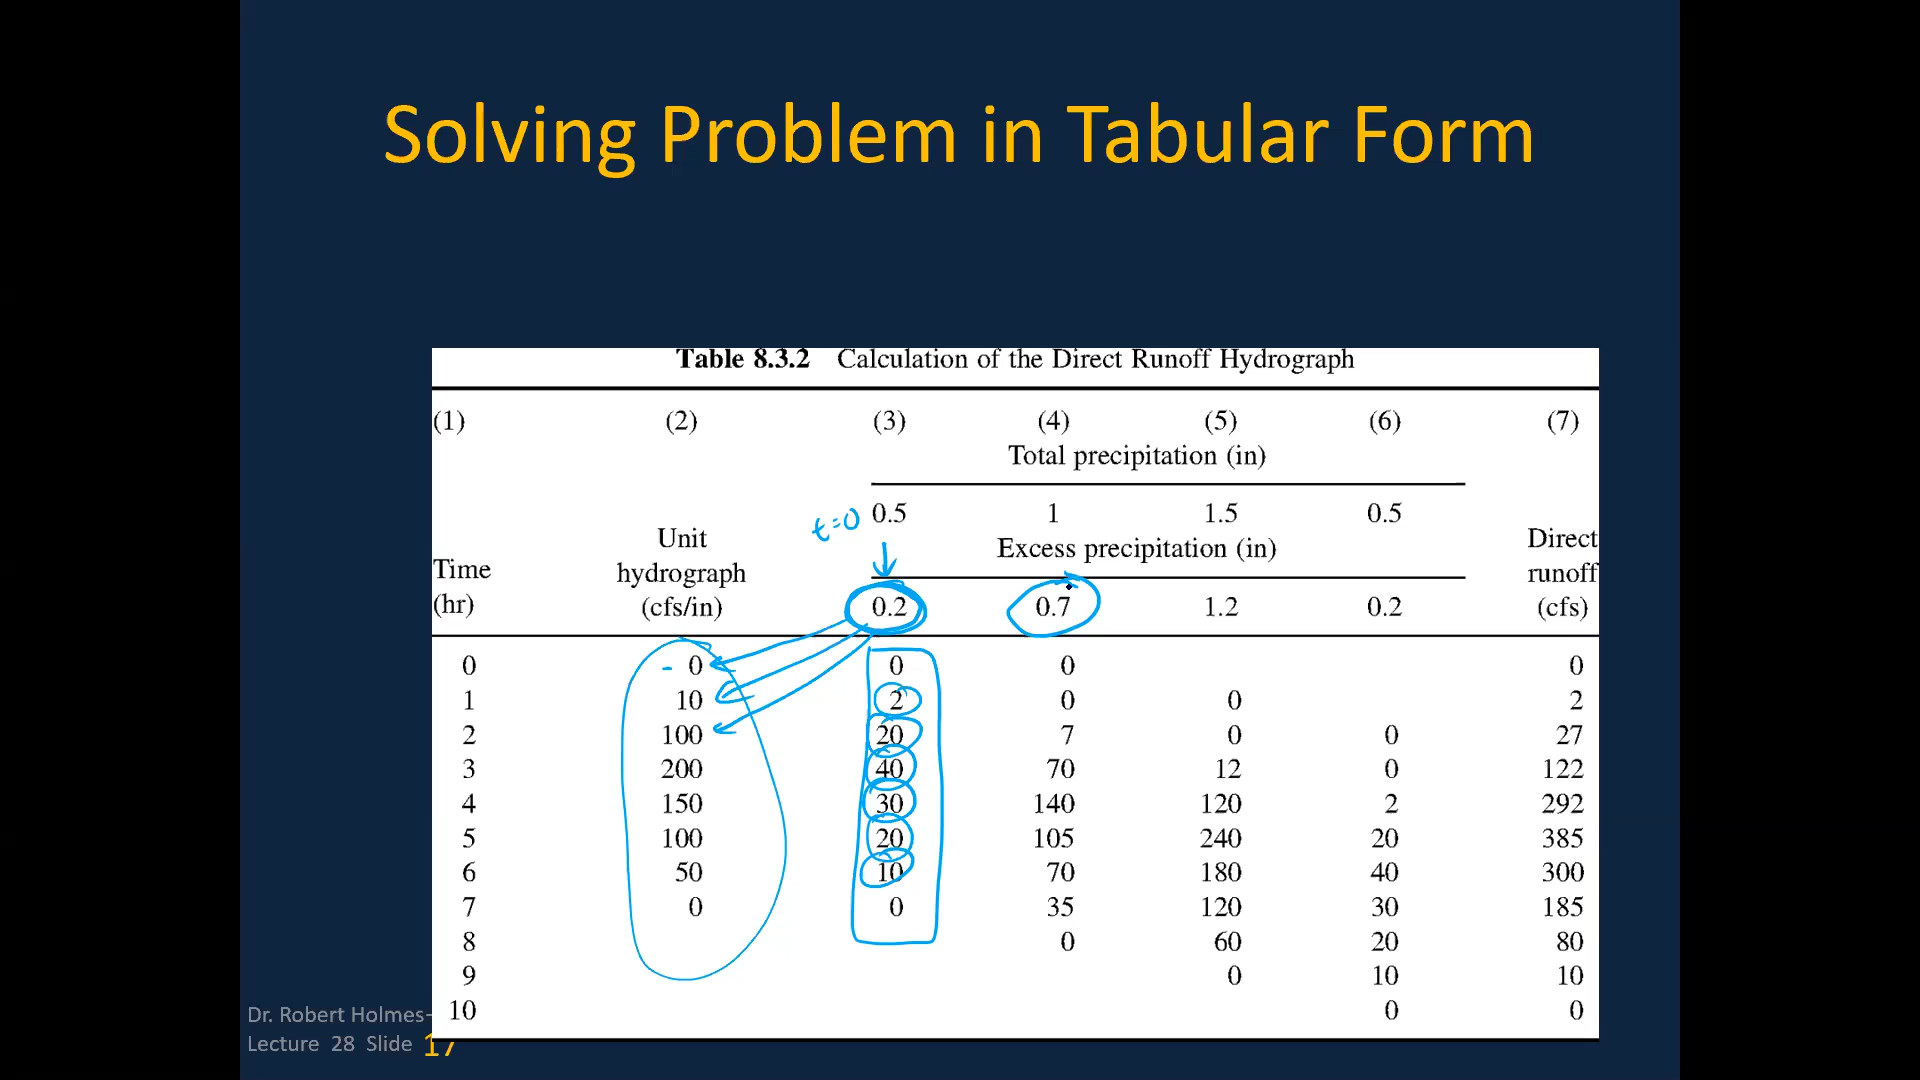 Solving Problem in Tabular Form
Table 8.3.2 Calculation of the Direct Runoff Hydrograph
(1) (2) (3) (4) (5) (6) (7)
Total precipitation (in)
t=0 0.5 1 1.5 0.5
Unit Excess precipitation (in) Direct
Time hydrograph runoff
(hr) (cfs/in) 0.2 0.7 1.2 0.2 (cfs)
0 0 0 0 0
1 10 2 0 0 2
2 100 20 7 0 0 27
3 200 40 70 12 0 122
4 150 30 140 120 2 292
5 100 20 105 240 20 385
6 50 10 70 180 40 300
7 0 0 35 120 30 185
8 0 60 20 80
9 0 10 10
10 0 0
Dr. Robert Holmes-
Lecture 28 Slide 17